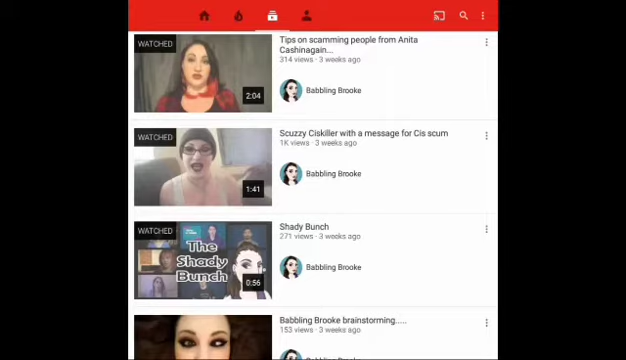 WATCHED
2:04
Tips on scamming people from Anita
Cashinagain...
314 views · 3 weeks ago
Babbling Brooke
WATCHED
1:41
Scuzzy Ciskiller with a message for Cis scum
1K views · 3 weeks ago
Babbling Brooke
WATCHED
The
Shady
Bunch
0:56
Shady Bunch
271 views · 3 weeks ago
Babbling Brooke
Babbling Brooke brainstorming.....
153 views · 3 weeks ago
Babbling Brooke